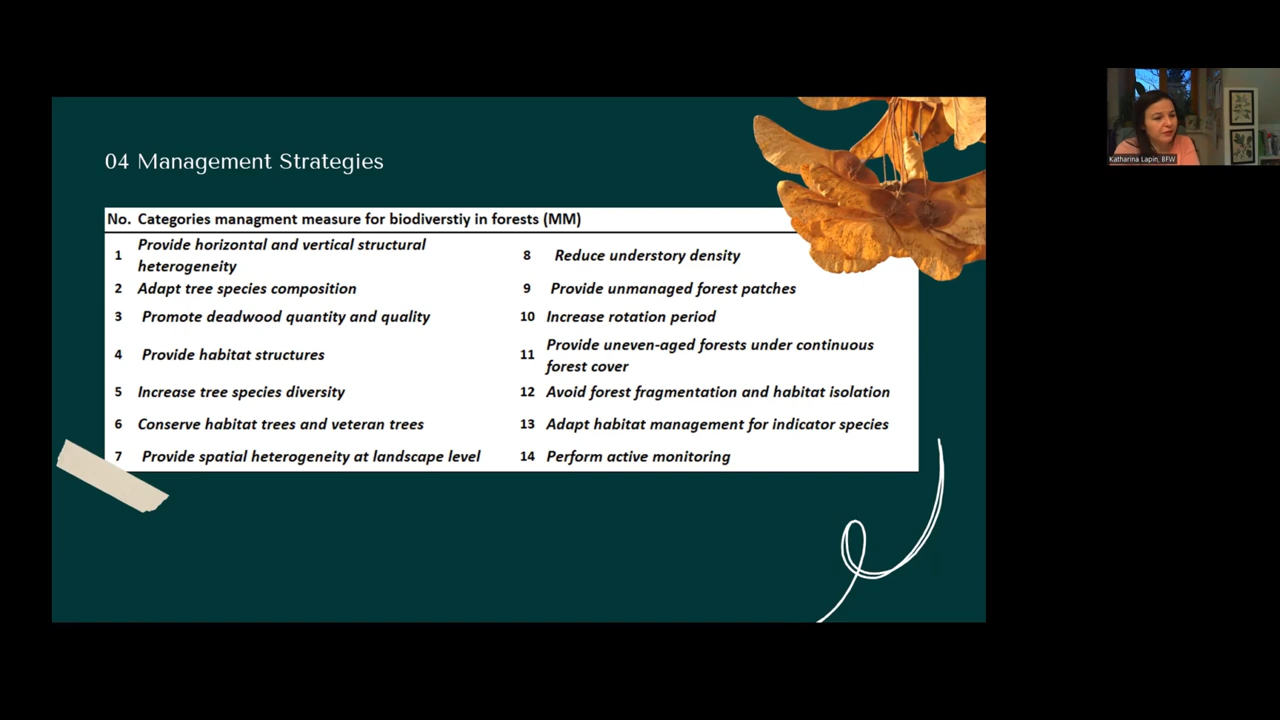 04 Management Strategies
No. Categories managment measure for biodiverstiy in forests (MM)
1 Provide horizontal and vertical structural
heterogeneity
2 Adapt tree species composition
3 Promote deadwood quantity and quality
4 Provide habitat structures
5 Increase tree species diversity
6 Conserve habitat trees and veteran trees
7 Provide spatial heterogeneity at landscape level
8 Reduce understory density
9 Provide unmanaged forest patches
10 Increase rotation period
11 Provide uneven-aged forests under continuous
forest cover
12 Avoid forest fragmentation and habitat isolation
13 Adapt habitat management for indicator species
14 Perform active monitoring
Katharina Lapin, BFW